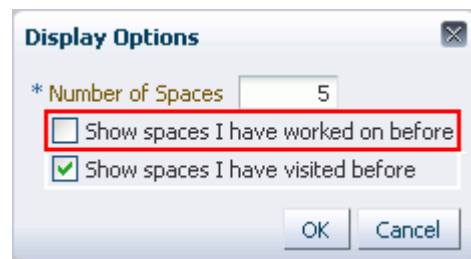 Display Options
* Number of Spaces 5
Show spaces I have worked on before
Show spaces I have visited before
OK Cancel